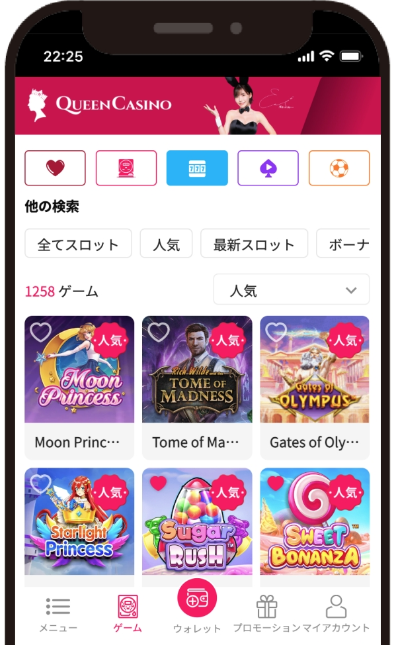 22:25
QUEENCASINO
777
他の検索
全てスロット
人気
最新スロット
ボーナ
1258 ゲーム
人気
人気
Moon Princess
人気
Rich Wilde and the
TOME OF MADNESS
人気
Gates of OLYMPUS
Moon Princ…
Tome of Ma…
Gates of Oly…
人気
Starlight Princess
人気
Sugar RUSH
人気
SWEET BONANZA
メニュー
ゲーム
ウォレット
プロモーション
マイアカウント